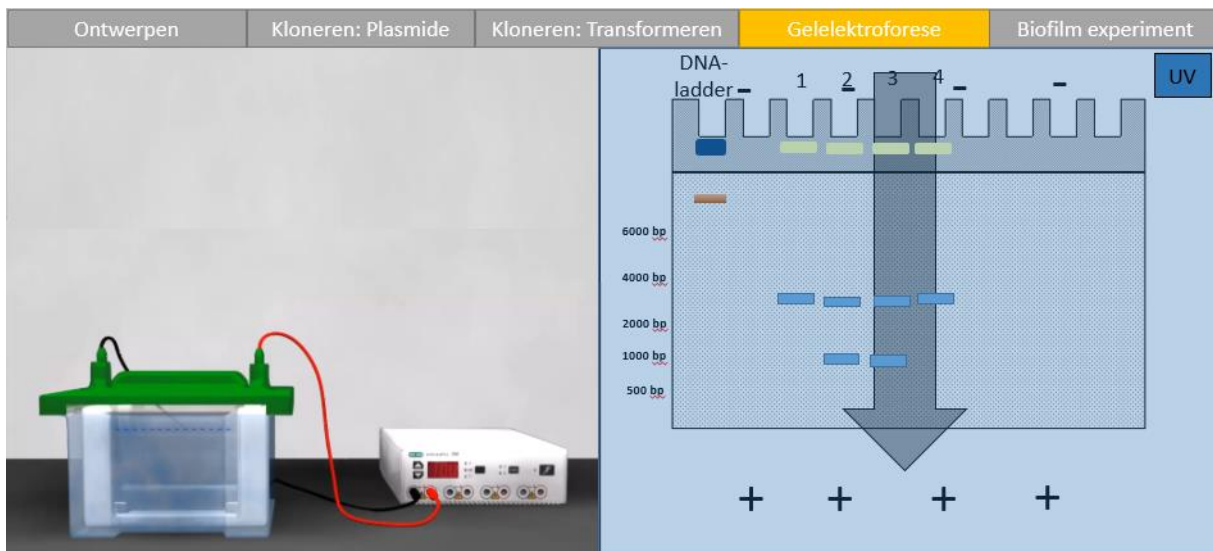 Ontwerpen
Kloneren: Plasmide
Kloneren: Transformeren
Gelelektroforese
Biofilm experiment
UV
DNA-
ladder
- 1 2 3 4
- - -
6000 bp
4000 bp
2000 bp
1000 bp
500 bp
+ + + +